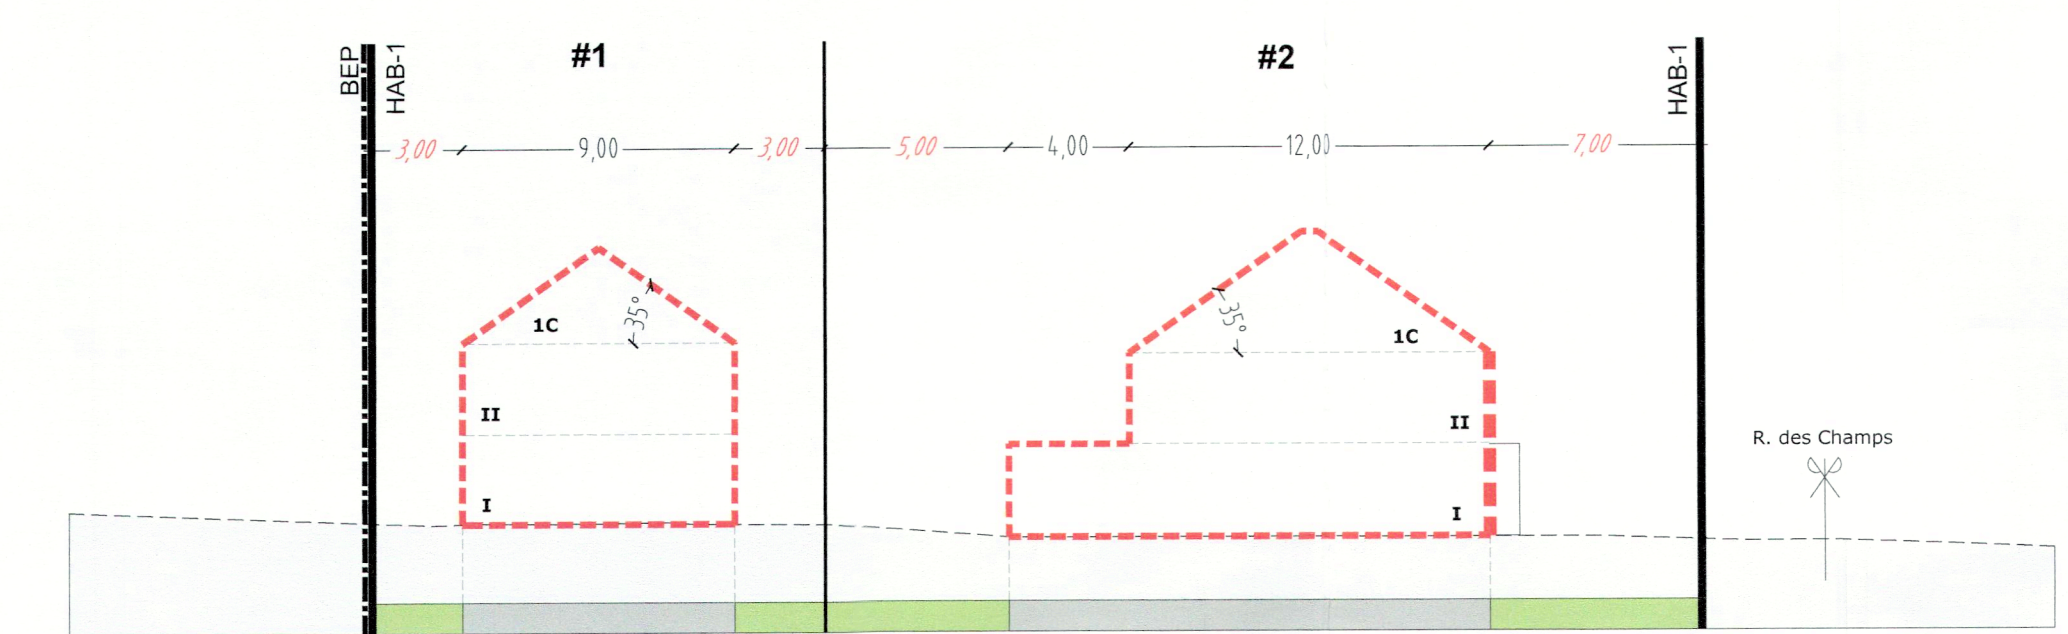 BEP
HAB-1
#1
#2
HAB-1
3,00 9,00 3,00 5,00 4,00 12,00 7,00
1C
35°
35°
1C
II
II
I
I
R. des Champs